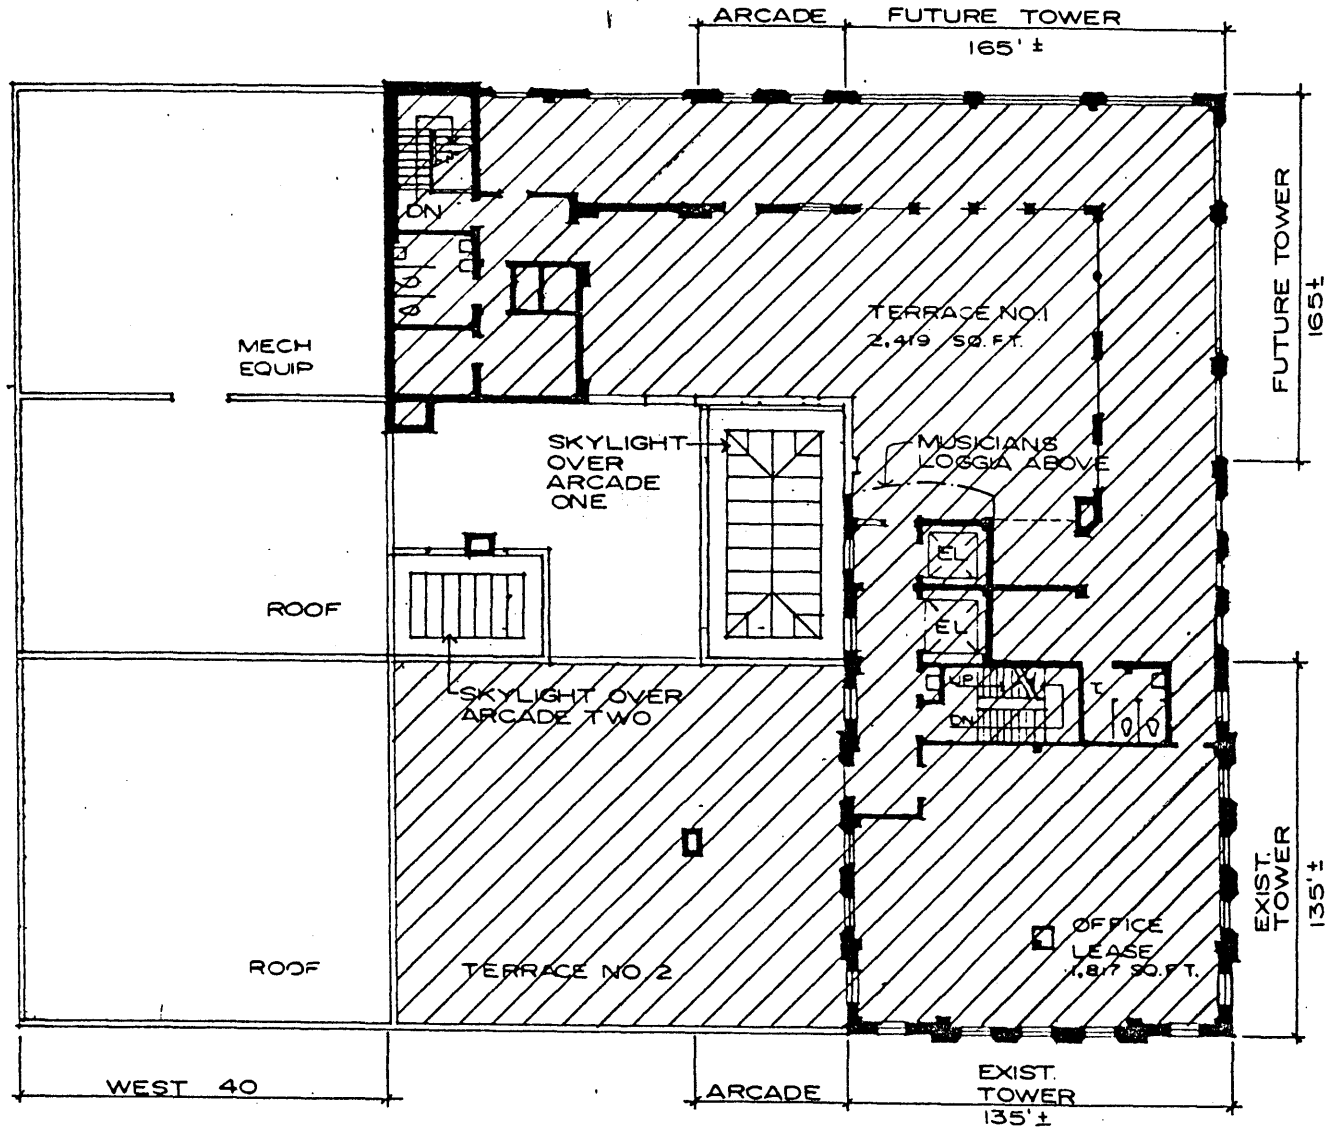 ARCADE
FUTURE TOWER
165' ±
FUTURE TOWER
165±
DN
TERRACE NO.1
2,419 SQ.FT.
MECH
EQUIP
SKYLIGHT
OVER
ARCADE
ONE
MUSICIANS
LOGGIA ABOVE
EL
ROOF
EL
UP
SKYLIGHT OVER
ARCADE TWO
DN
EXIST.
TOWER
135'±
OFFICE
LEASE
1,817 SQ.FT.
ROOF
TERRACE NO. 2
WEST 40
ARCADE
EXIST.
TOWER
135'±